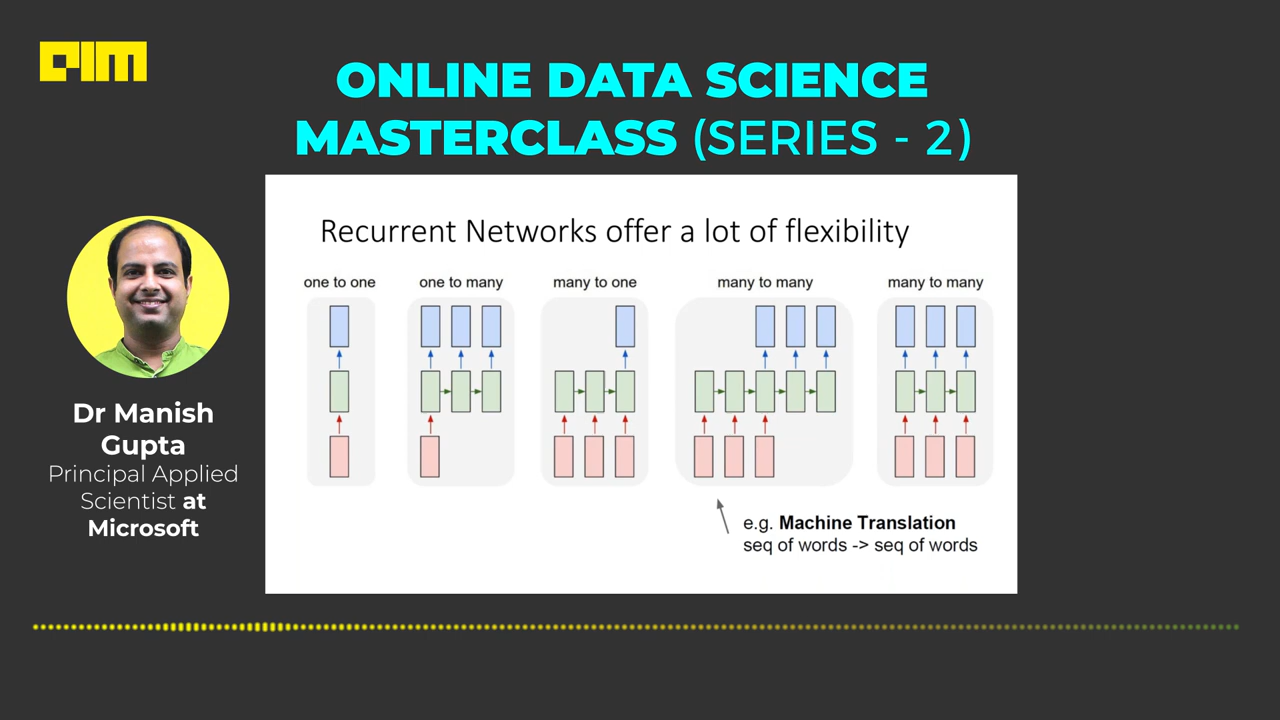 AIM
ONLINE DATA SCIENCE
MASTERCLASS (SERIES - 2)
Dr Manish
Gupta
Principal Applied
Scientist at
Microsoft
Recurrent Networks offer a lot of flexibility
one to one
one to many
many to one
many to many
many to many
e.g. Machine Translation
seq of words -> seq of words